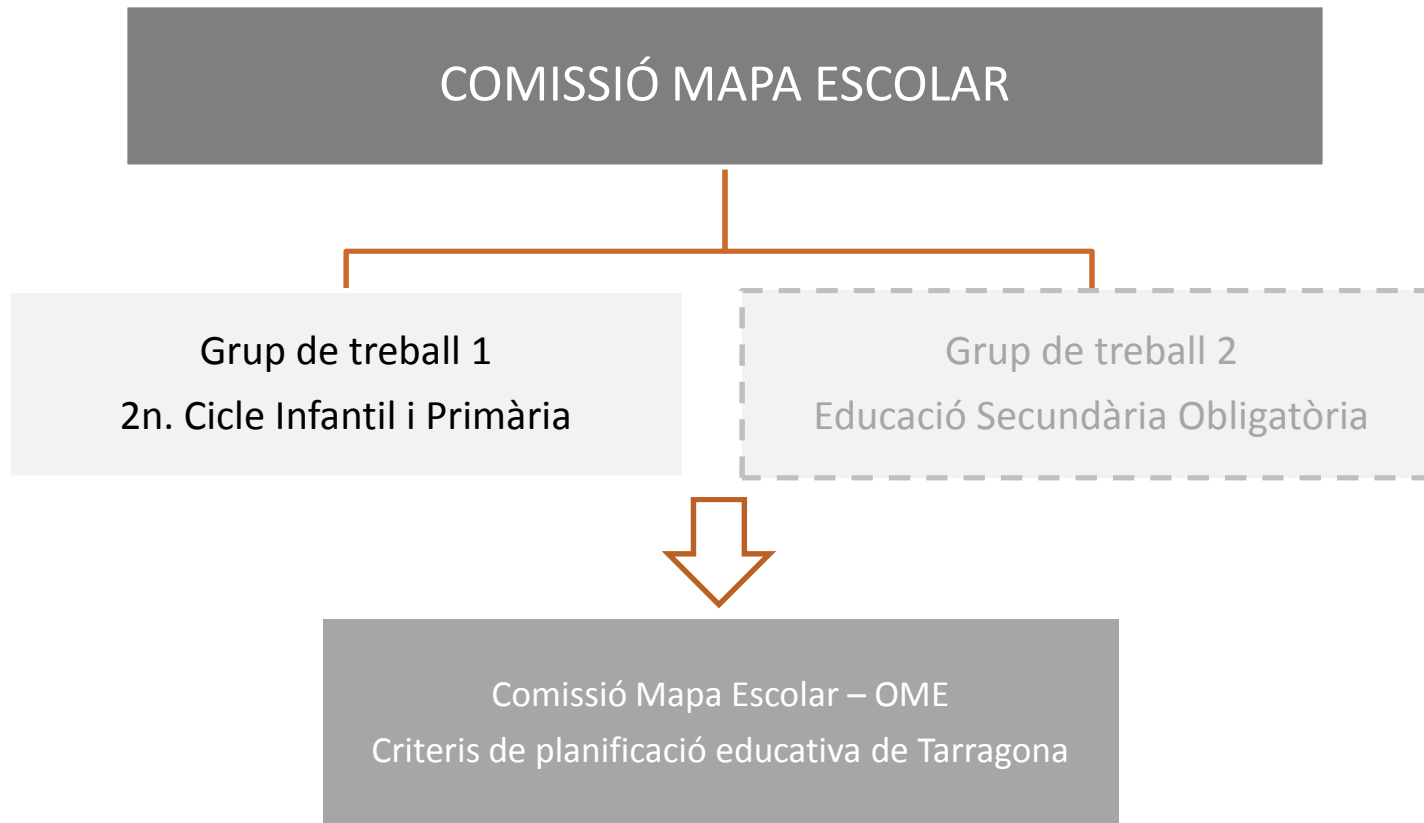 COMISSIÓ MAPA ESCOLAR
Grup de treball 1
2n. Cicle Infantil i Primària
Grup de treball 2
Educació Secundària Obligatòria
Comissió Mapa Escolar – OME
Criteris de planificació educativa de Tarragona